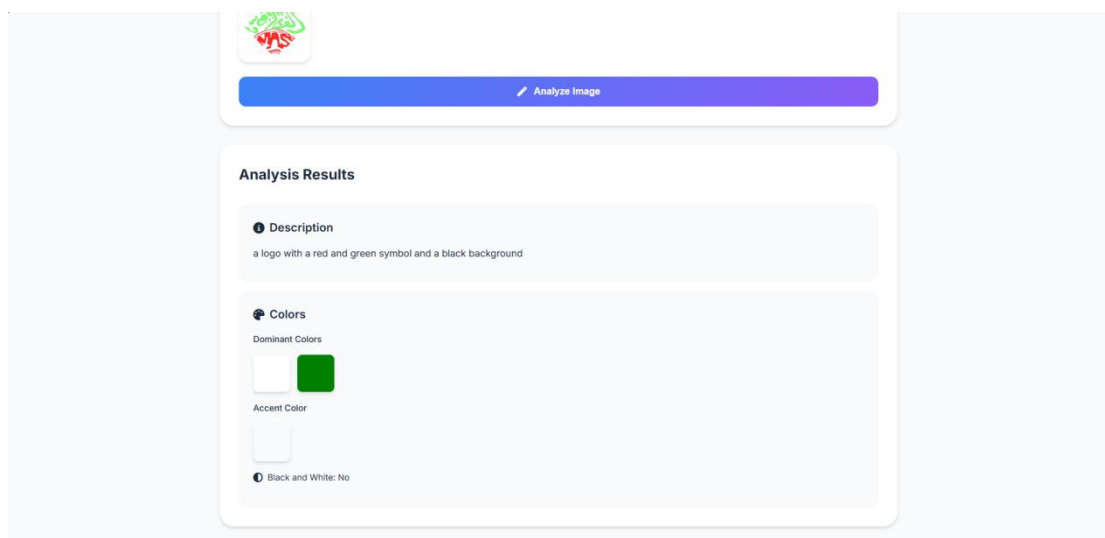 MASK
Analyze Image
Analysis Results
Description
a logo with a red and green symbol and a black background
Colors
Dominant Colors
Accent Color
Black and White: No